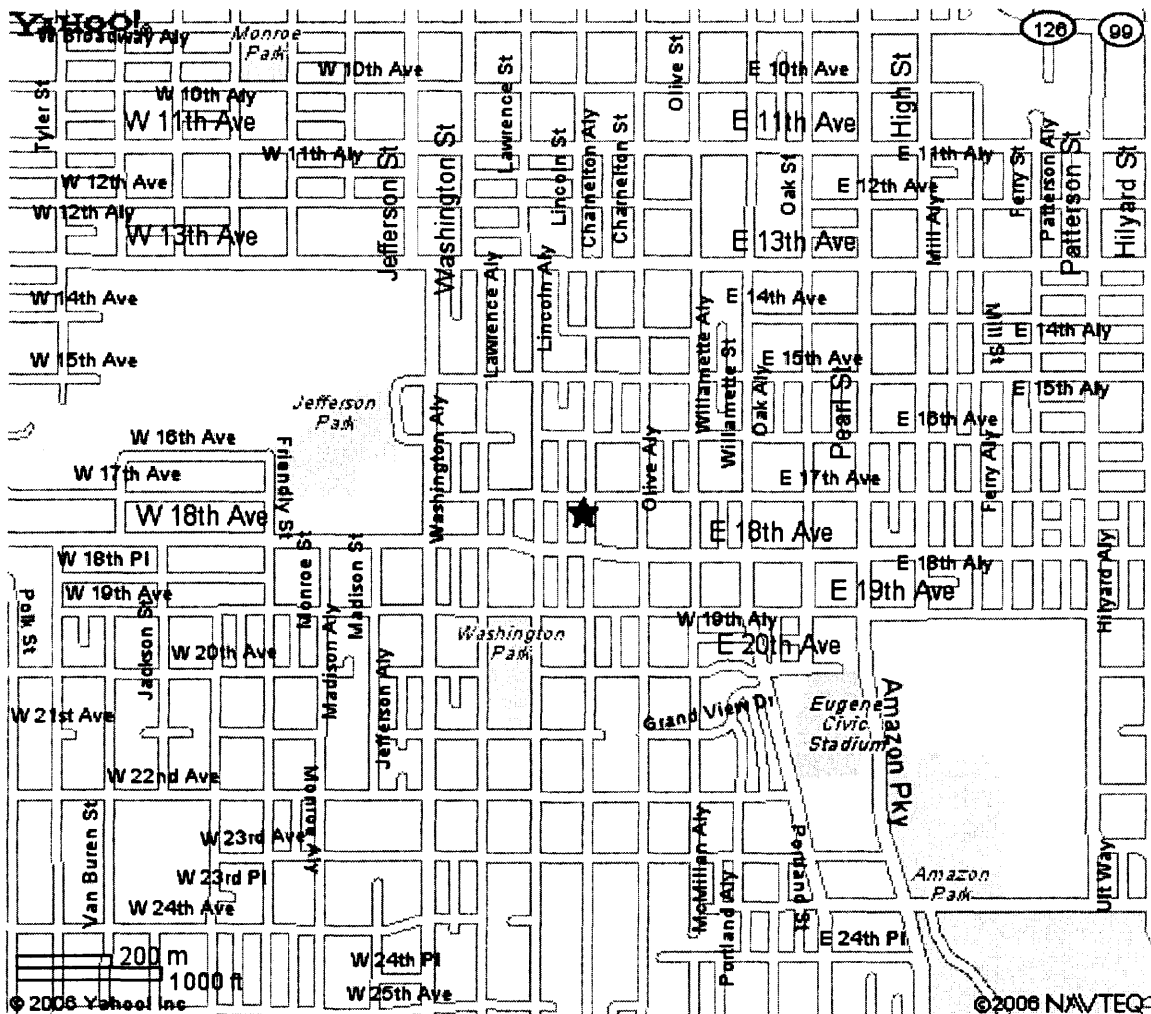 YAHOO!
W Broadway Aly
Monroe
Park
126
99
W 10th Ave
Lawrence St
Olive St
E 10th Ave
High St
Tyler St
W 10th Aly
W 11th Ave
E 11th Ave
W 11th Aly
E 11th Aly
Jefferson St
Washington St
Lincoln St
Charnelton Aly
Charnelton St
Oak St
Ferry St
Patterson Aly
Patterson St
Hilyard St
W 12th Ave
E 12th Ave
W 12th Aly
W 13th Ave
E 13th Ave
Mill Aly
Lawrence Aly
Lincoln Aly
W 14th Ave
E 14th Ave
Willamette Aly
Willamette St
Mill St
E 14th Aly
W 15th Ave
E 15th Ave
Oak Aly
Pearl St
E 15th Aly
Jefferson
Park
Washington Aly
E 16th Ave
W 16th Ave
Friendly St
Olive Aly
Ferry Aly
W 17th Ave
E 17th Ave
W 18th Ave
E 18th Ave
W 18th Pl
Monroe St
Madison St
E 18th Aly
Hilyard Aly
Polk St
W 19th Ave
E 19th Ave
Jackson St
Madison Aly
W 19th Aly
Washington
Park
W 20th Ave
E 20th Ave
Jefferson Aly
W 21st Ave
Grand View Dr
Eugene
Civic
Stadium
Amazon Pky
W 22nd Ave
Monroe Aly
Van Buren St
W 23rd Ave
McMillan Aly
Portland St
W 23rd Pl
Portland Aly
Amazon
Park
Ult Way
W 24th Ave
E 24th Pl
200 m
1000 ft
W 24th Pl
W 25th Ave
© 2006 Yahoo! Inc
©2006 NAVTEQ